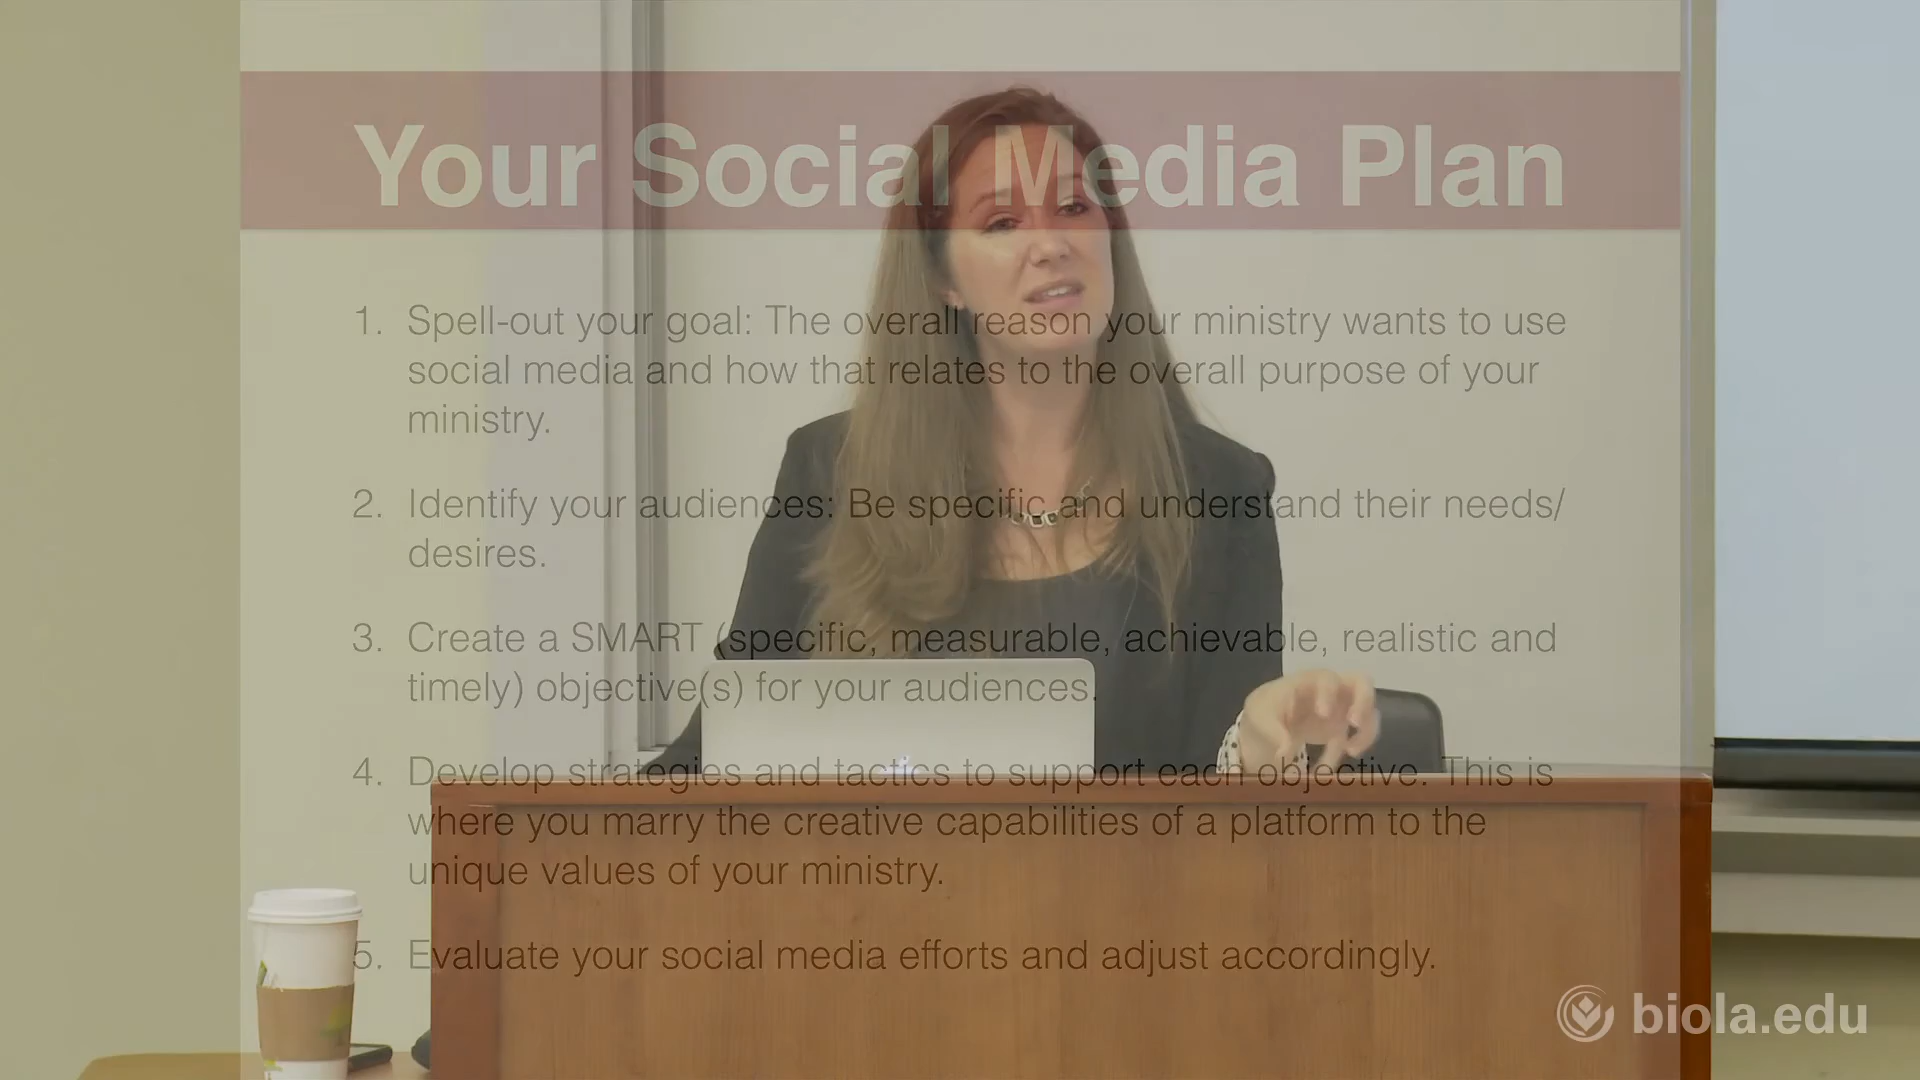 Your Social Media Plan
1. Spell-out your goal: The overall reason your ministry wants to use
social media and how that relates to the overall purpose of your
ministry.
2. Identify your audiences: Be specific and understand their needs/
desires.
3. Create a SMART (specific, measurable, achievable, realistic and
timely) objective(s) for your audiences.
4. Develop strategies and tactics to support each objective. This is
where you marry the creative capabilities of a platform to the
unique values of your ministry.
5. Evaluate your social media efforts and adjust accordingly.
biola.edu